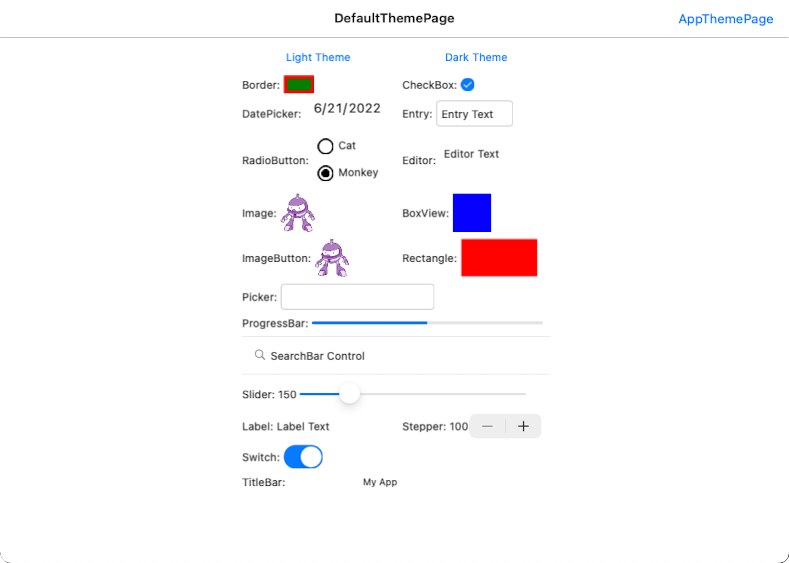 DefaultThemePage AppThemePage
Light Theme Dark Theme
Border: CheckBox:
DatePicker: 6/21/2022 Entry: Entry Text
Cat
RadioButton: Editor: Editor Text
Monkey
Image: BoxView:
ImageButton: Rectangle:
Picker:
ProgressBar:
SearchBar Control
Slider: 150
Label: Label Text Stepper: 100 — +
Switch:
TitleBar: My App